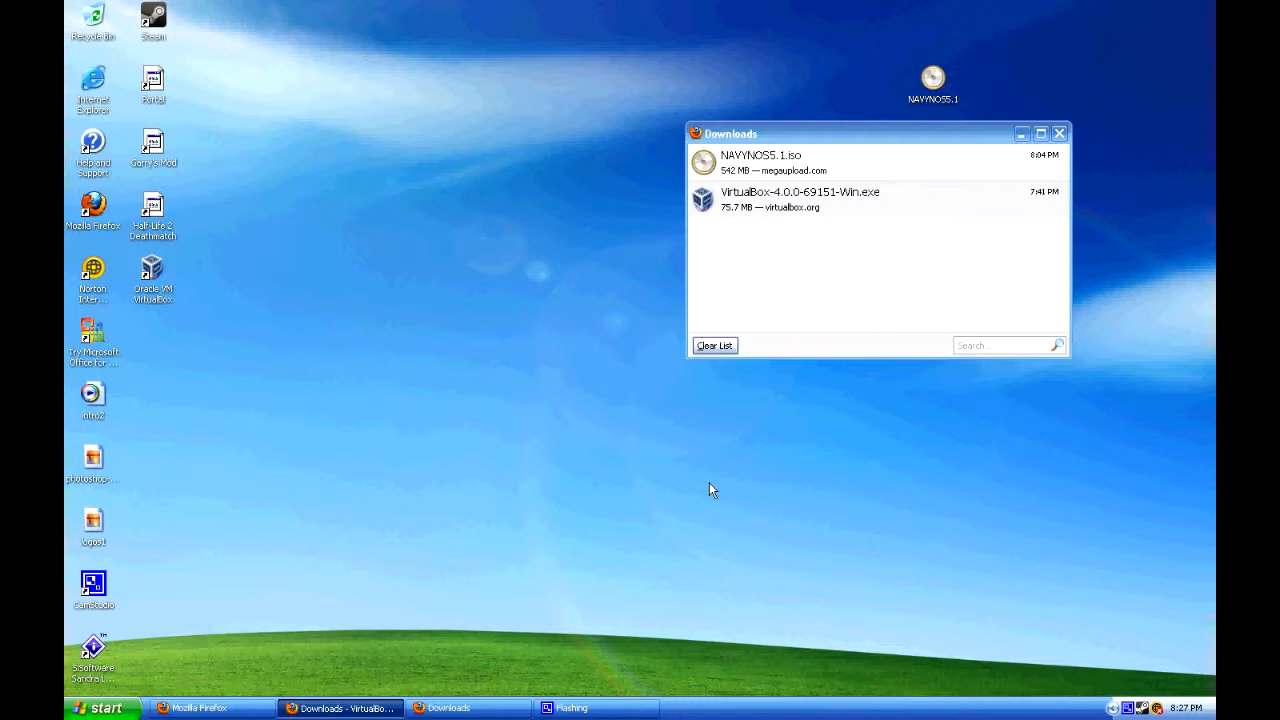 Recycle Bin
Steam
Internet
Explorer
Portal
Help and
Support
Garry's Mod
Mozilla Firefox
Half-Life 2
Deathmatch
Norton
Inter...
Oracle VM
VirtualBox
Try Microsoft
Office for ...
Intro2
photoshop-...
logos1
CamStudio
SiSoftware
Sandra L...
NAVYNOS5.1
Downloads
NAVYNOS5.1.iso
8:04 PM
542 MB — megaupload.com
VirtualBox-4.0.0-69151-Win.exe
7:41 PM
75.7 MB — virtualbox.org
Clear List
Search...
start
Mozilla Firefox
Downloads - VirtualBo...
Downloads
Flashing
8:27 PM